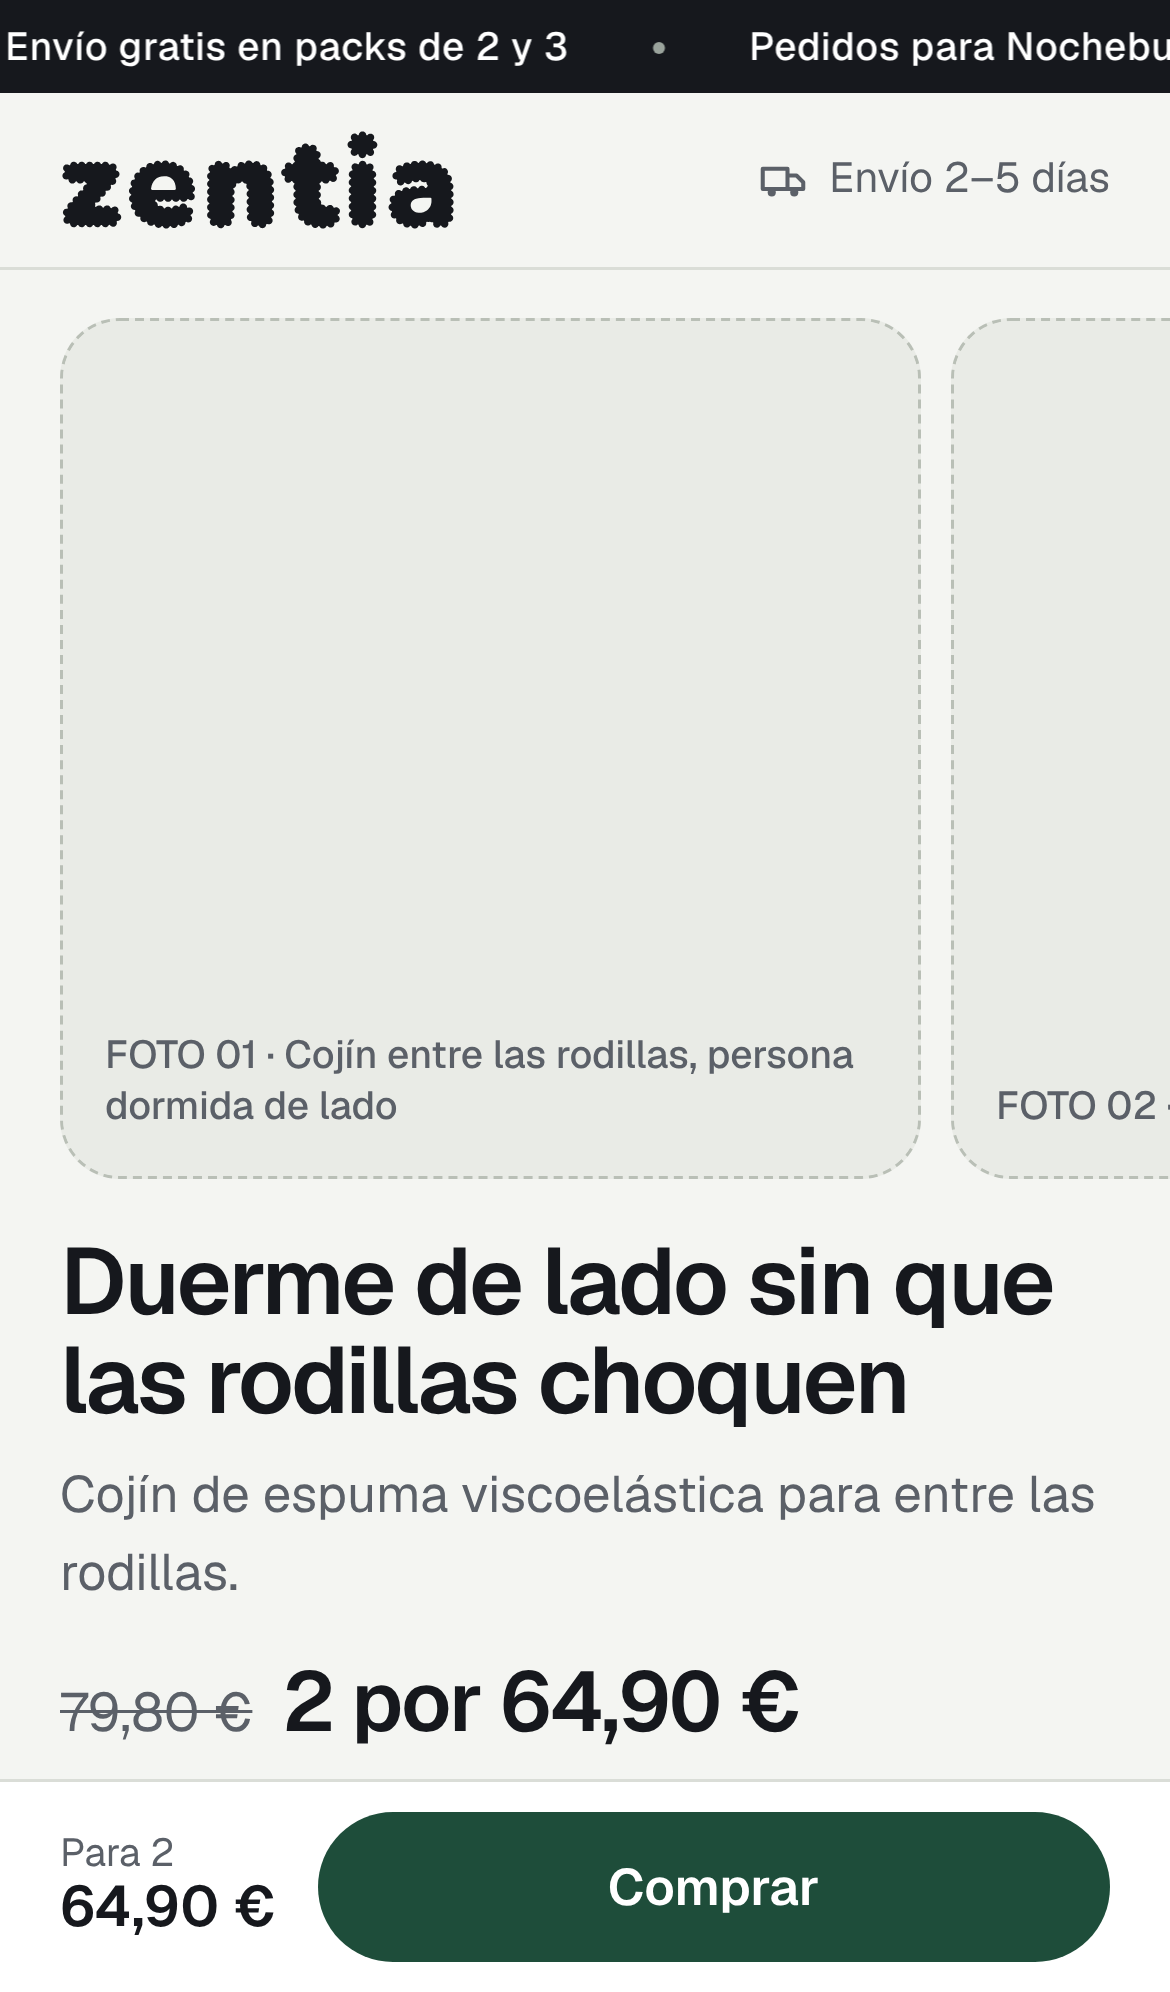 Envío gratis en packs de 2 y 3 • Pedidos para Nochebu
zentia
Envío 2–5 días
FOTO 01 · Cojín entre las rodillas, persona
dormida de lado
FOTO 02 ·
Duerme de lado sin que
las rodillas choquen
Cojín de espuma viscoelástica para entre las
rodillas.
79,80 € 2 por 64,90 €
Para 2
64,90 €
Comprar